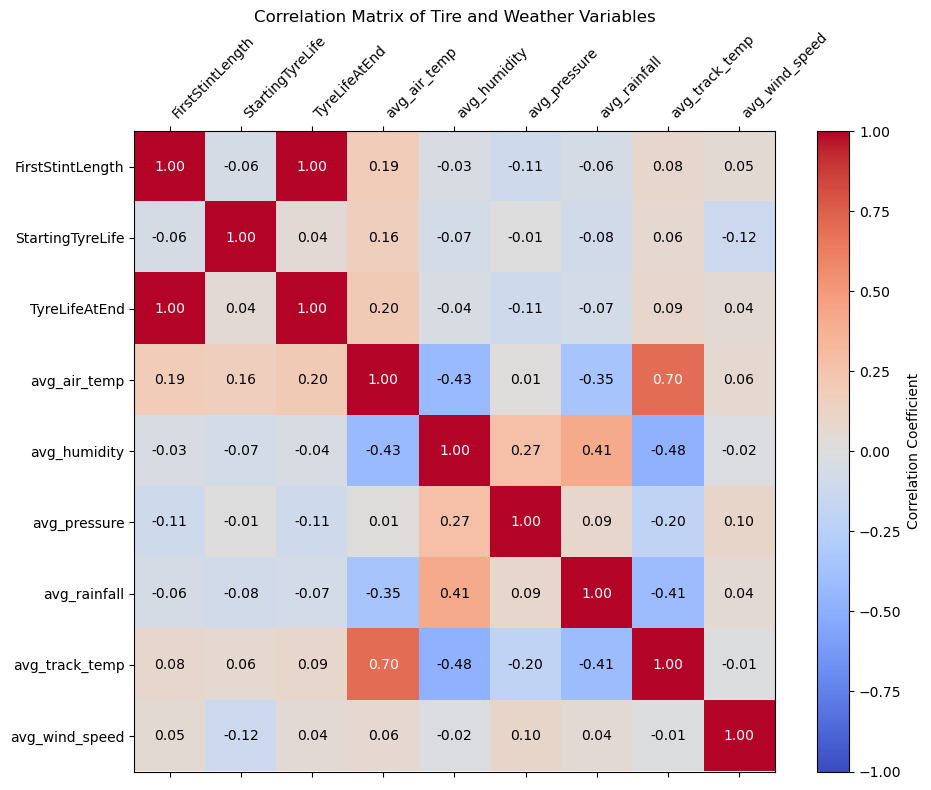 Correlation Matrix of Tire and Weather Variables
FirstStintLength
StartingTyreLife
TyreLifeAtEnd
avg_air_temp
avg_humidity
avg_pressure
avg_rainfall
avg_track_temp
avg_wind_speed
FirstStintLength 1.00 -0.06 1.00 0.19 -0.03 -0.11 -0.06 0.08 0.05
StartingTyreLife -0.06 1.00 0.04 0.16 -0.07 -0.01 -0.08 0.06 -0.12
TyreLifeAtEnd 1.00 0.04 1.00 0.20 -0.04 -0.11 -0.07 0.09 0.04
avg_air_temp 0.19 0.16 0.20 1.00 -0.43 0.01 -0.35 0.70 0.06
avg_humidity -0.03 -0.07 -0.04 -0.43 1.00 0.27 0.41 -0.48 -0.02
avg_pressure -0.11 -0.01 -0.11 0.01 0.27 1.00 0.09 -0.20 0.10
avg_rainfall -0.06 -0.08 -0.07 -0.35 0.41 0.09 1.00 -0.41 0.04
avg_track_temp 0.08 0.06 0.09 0.70 -0.48 -0.20 -0.41 1.00 -0.01
avg_wind_speed 0.05 -0.12 0.04 0.06 -0.02 0.10 0.04 -0.01 1.00
1.00
0.75
0.50
0.25
0.00
−0.25
−0.50
−0.75
−1.00
Correlation Coefficient